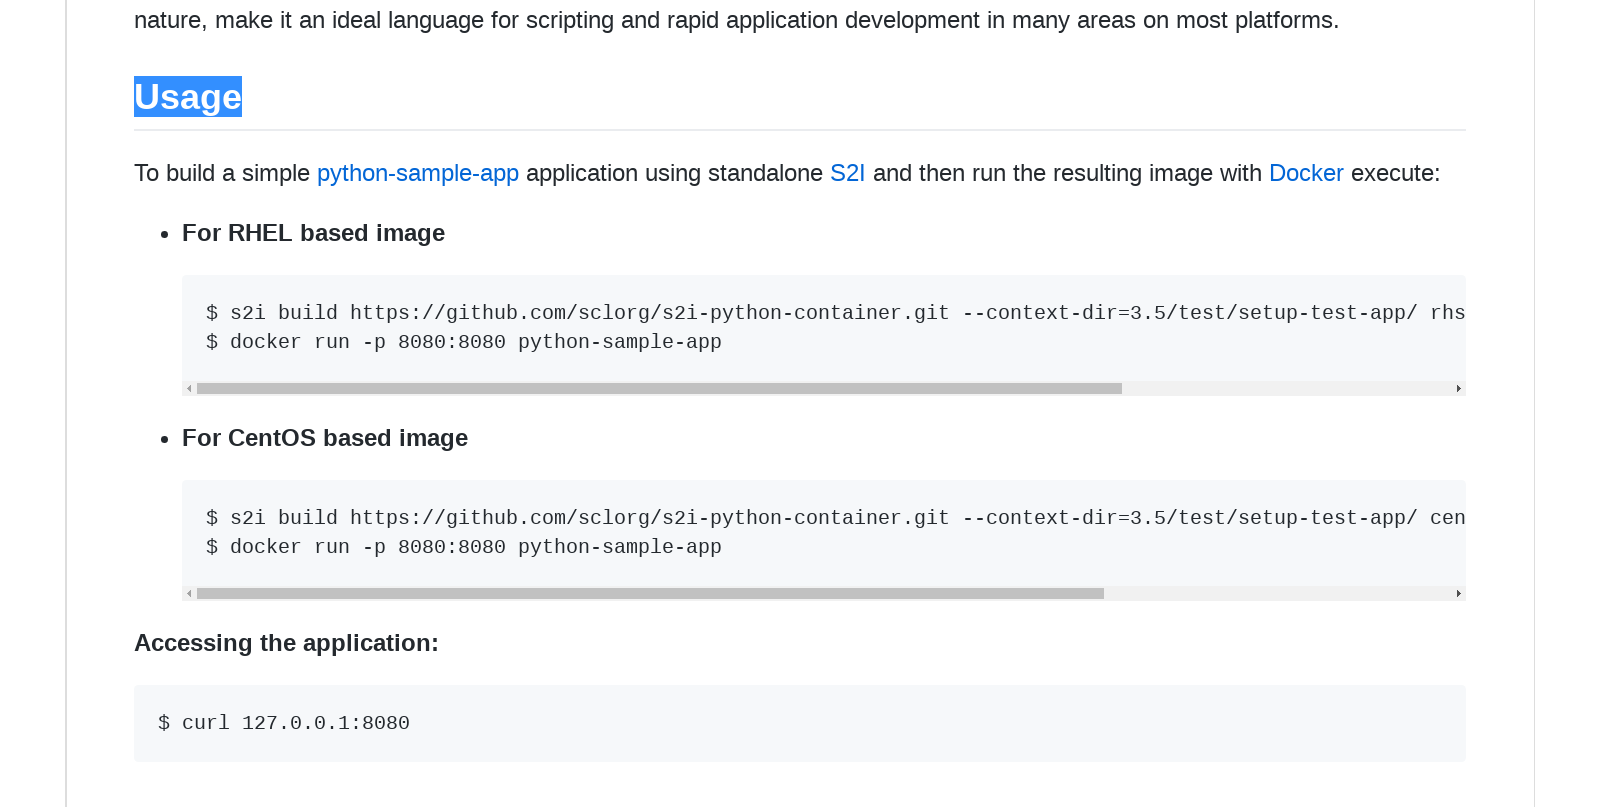 nature, make it an ideal language for scripting and rapid application development in many areas on most platforms.
Usage
To build a simple python-sample-app application using standalone S2I and then run the resulting image with Docker execute:
• For RHEL based image
$ s2i build https://github.com/sclorg/s2i-python-container.git --context-dir=3.5/test/setup-test-app/ rhs
$ docker run -p 8080:8080 python-sample-app
• For CentOS based image
$ s2i build https://github.com/sclorg/s2i-python-container.git --context-dir=3.5/test/setup-test-app/ cen
$ docker run -p 8080:8080 python-sample-app
Accessing the application:
$ curl 127.0.0.1:8080